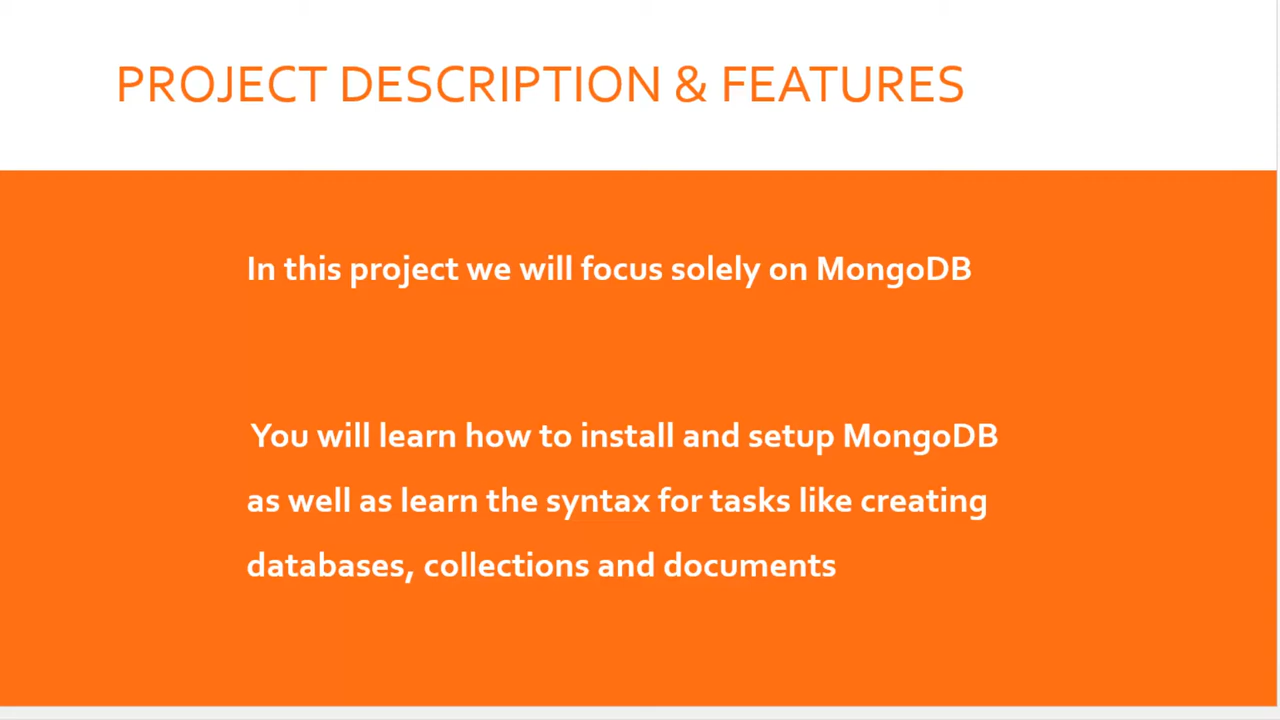 PROJECT DESCRIPTION & FEATURES
In this project we will focus solely on MongoDB
You will learn how to install and setup MongoDB
as well as learn the syntax for tasks like creating
databases, collections and documents